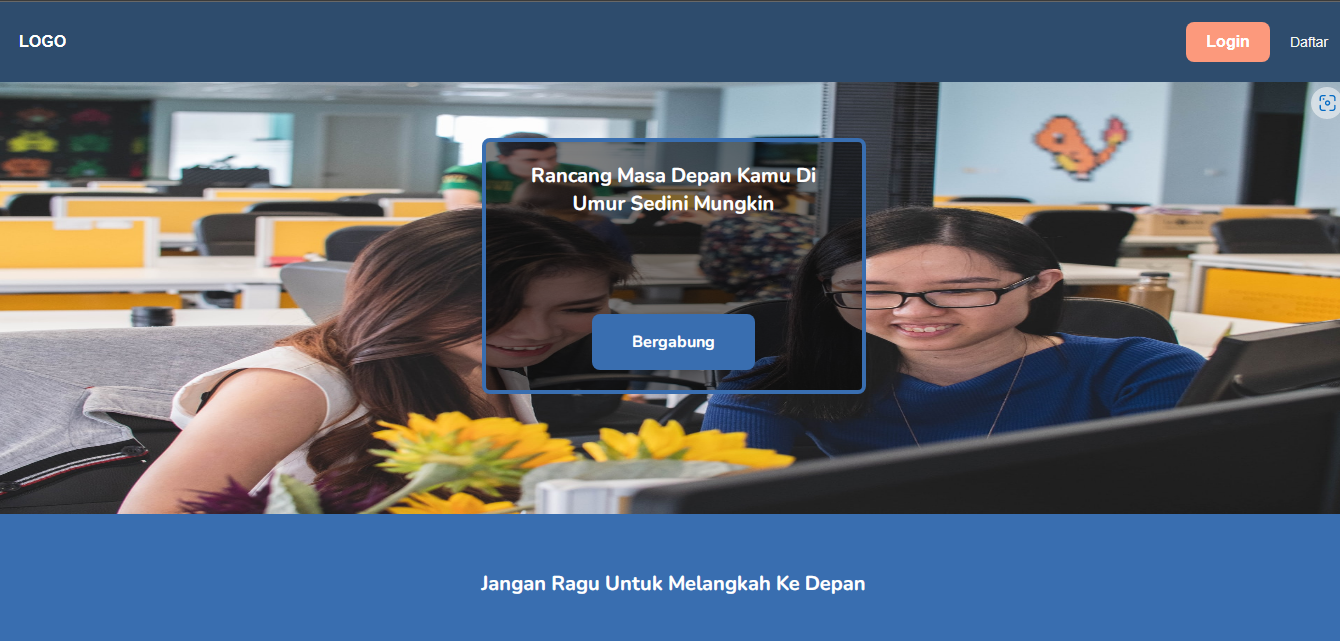 LOGO
Login
Daftar
Rancang Masa Depan Kamu Di
Umur Sedini Mungkin
Bergabung
Jangan Ragu Untuk Melangkah Ke Depan